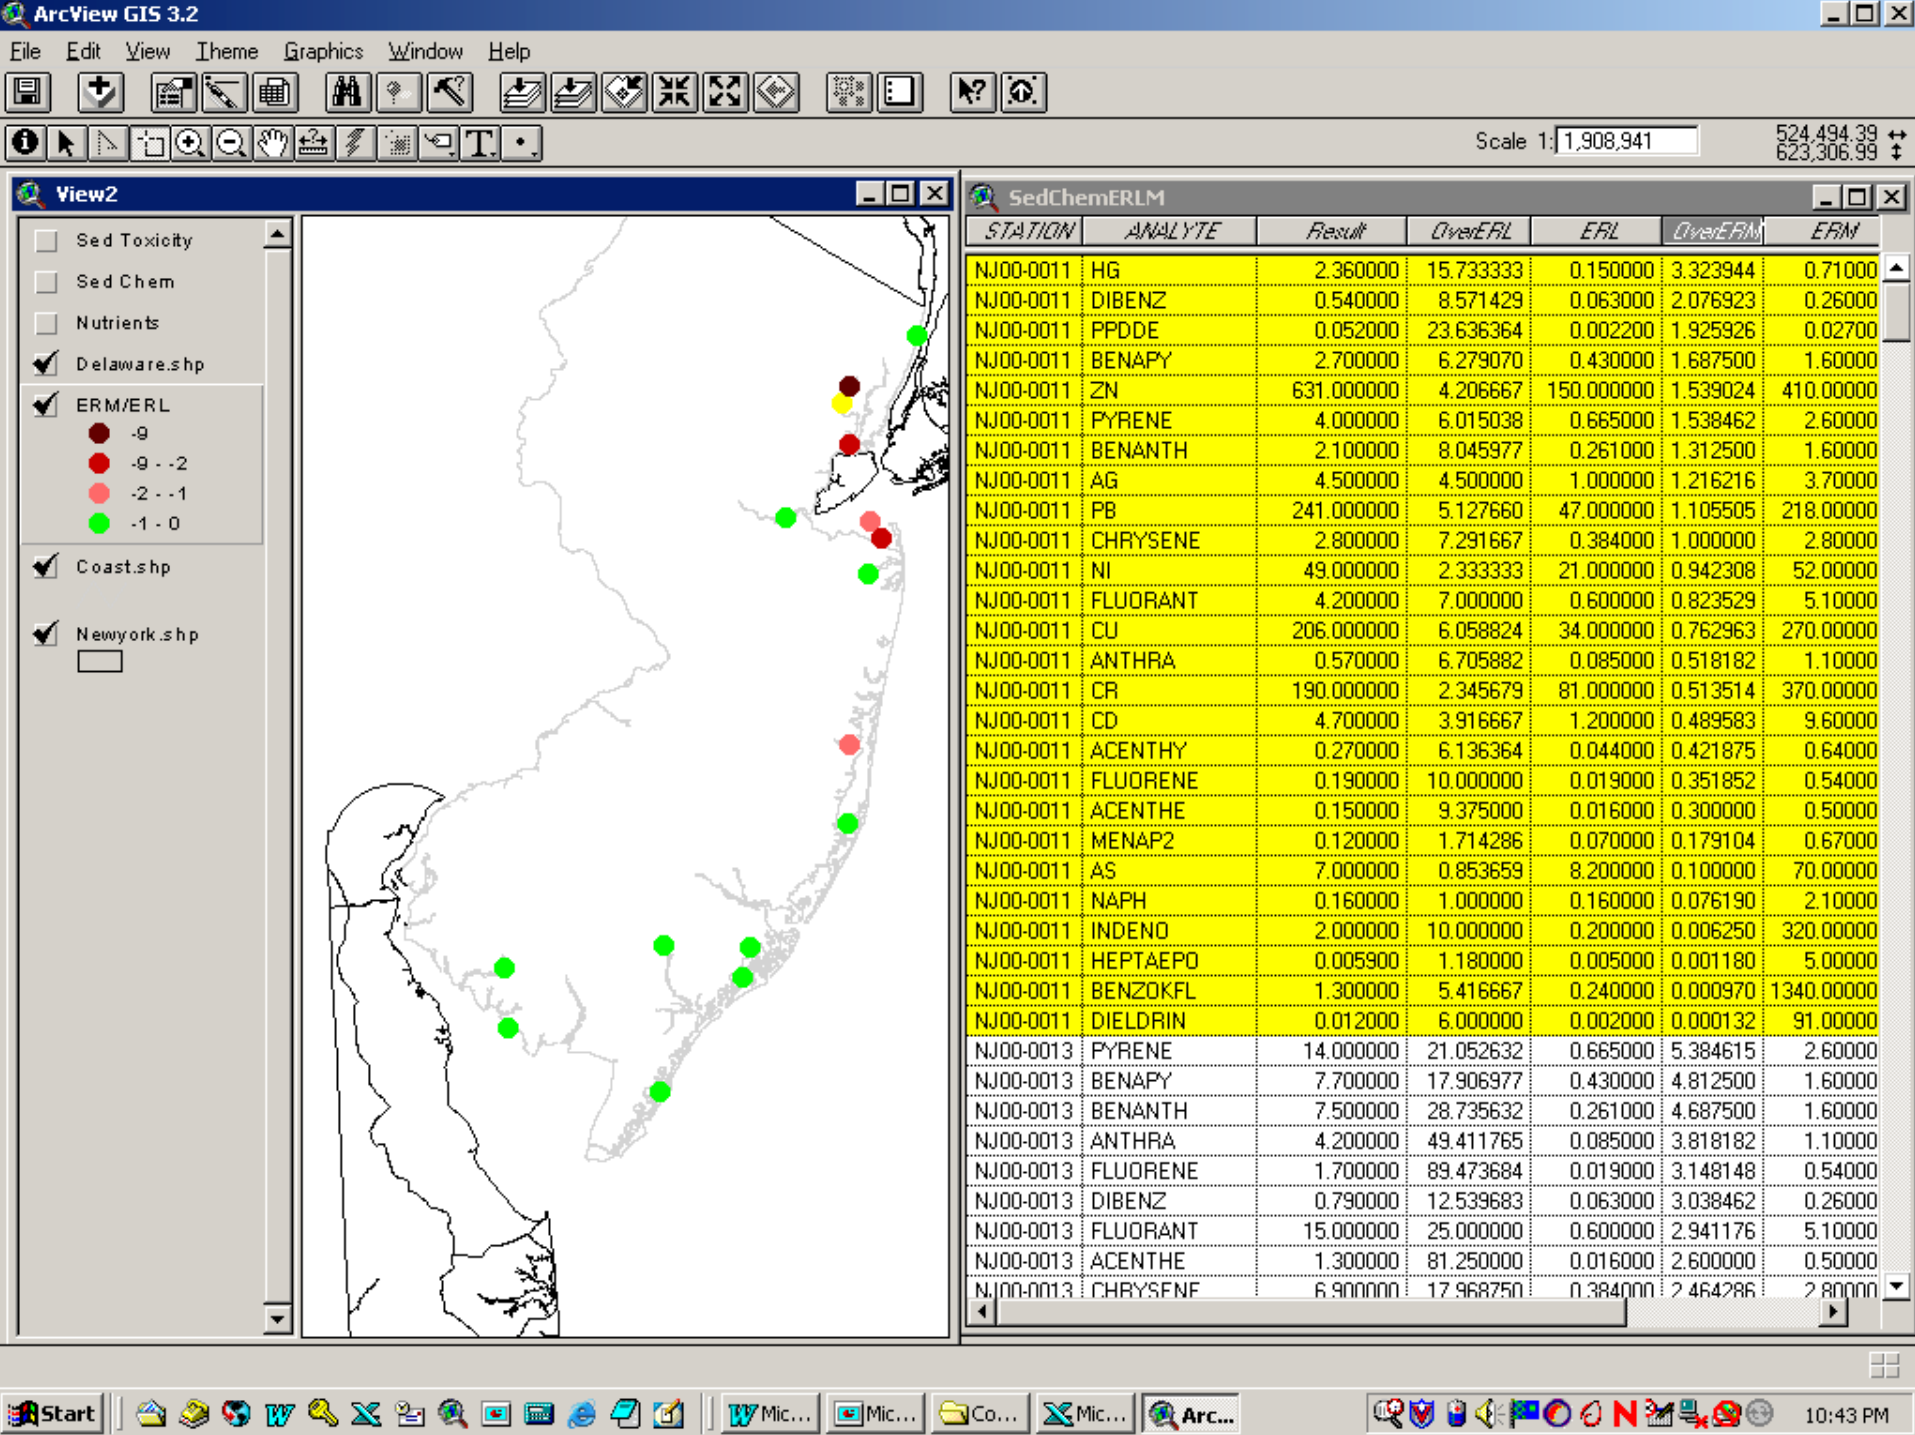 ArcView GIS 3.2
File Edit View Theme Graphics Window Help
Scale 1: 1,908,941
524,494.39
623,306.99
View2
Sed Toxicity
Sed Chem
Nutrients
Delaware.shp
ERM/ERL
-9
-9 - -2
-2 - -1
-1 - 0
Coast.shp
Newyork.shp
SedChemERLM
STATION ANALYTE Result OverERL ERL OverERM ERM
NJ00-0011 HG 2.360000 15.733333 0.150000 3.323944 0.71000
NJ00-0011 DIBENZ 0.540000 8.571429 0.063000 2.076923 0.26000
NJ00-0011 PPDDE 0.052000 23.636364 0.002200 1.925926 0.02700
NJ00-0011 BENAPY 2.700000 6.279070 0.430000 1.687500 1.60000
NJ00-0011 ZN 631.000000 4.206667 150.000000 1.539024 410.00000
NJ00-0011 PYRENE 4.000000 6.015038 0.665000 1.538462 2.60000
NJ00-0011 BENANTH 2.100000 8.045977 0.261000 1.312500 1.60000
NJ00-0011 AG 4.500000 4.500000 1.000000 1.216216 3.70000
NJ00-0011 PB 241.000000 5.127660 47.000000 1.105505 218.00000
NJ00-0011 CHRYSENE 2.800000 7.291667 0.384000 1.000000 2.80000
NJ00-0011 NI 49.000000 2.333333 21.000000 0.942308 52.00000
NJ00-0011 FLUORANT 4.200000 7.000000 0.600000 0.823529 5.10000
NJ00-0011 CU 206.000000 6.058824 34.000000 0.762963 270.00000
NJ00-0011 ANTHRA 0.570000 6.705882 0.085000 0.518182 1.10000
NJ00-0011 CR 190.000000 2.345679 81.000000 0.513514 370.00000
NJ00-0011 CD 4.700000 3.916667 1.200000 0.489583 9.60000
NJ00-0011 ACENTHY 0.270000 6.136364 0.044000 0.421875 0.64000
NJ00-0011 FLUORENE 0.190000 10.000000 0.019000 0.351852 0.54000
NJ00-0011 ACENTHE 0.150000 9.375000 0.016000 0.300000 0.50000
NJ00-0011 MENAP2 0.120000 1.714286 0.070000 0.179104 0.67000
NJ00-0011 AS 7.000000 0.853659 8.200000 0.100000 70.00000
NJ00-0011 NAPH 0.160000 1.000000 0.160000 0.076190 2.10000
NJ00-0011 INDENO 2.000000 10.000000 0.200000 0.006250 320.00000
NJ00-0011 HEPTAEPO 0.005900 1.180000 0.005000 0.001180 5.00000
NJ00-0011 BENZOKFL 1.300000 5.416667 0.240000 0.000970 1340.00000
NJ00-0011 DIELDRIN 0.012000 6.000000 0.002000 0.000132 91.00000
NJ00-0013 PYRENE 14.000000 21.052632 0.665000 5.384615 2.60000
NJ00-0013 BENAPY 7.700000 17.906977 0.430000 4.812500 1.60000
NJ00-0013 BENANTH 7.500000 28.735632 0.261000 4.687500 1.60000
NJ00-0013 ANTHRA 4.200000 49.411765 0.085000 3.818182 1.10000
NJ00-0013 FLUORENE 1.700000 89.473684 0.019000 3.148148 0.54000
NJ00-0013 DIBENZ 0.790000 12.539683 0.063000 3.038462 0.26000
NJ00-0013 FLUORANT 15.000000 25.000000 0.600000 2.941176 5.10000
NJ00-0013 ACENTHE 1.300000 81.250000 0.016000 2.600000 0.50000
NJ00-0013 CHRYSENE 6.900000 17.968750 0.384000 2.464286 2.80000
Start Mic... Mic... Co... Mic... Arc... 10:43 PM